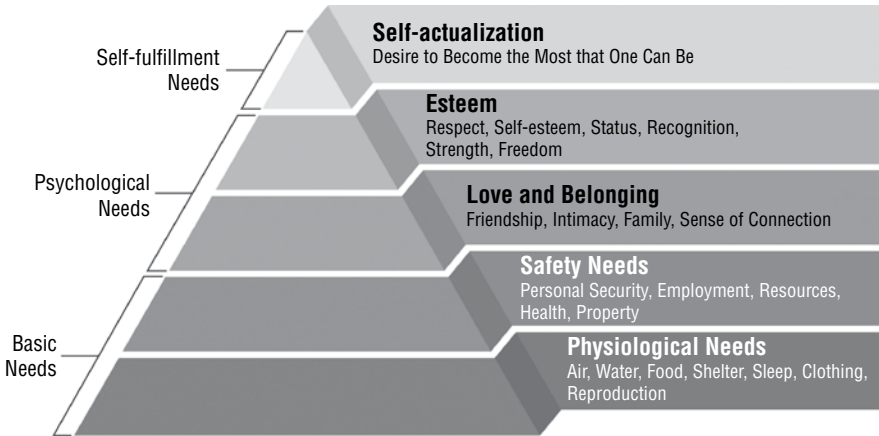 Self-fulfillment
Needs
Self-actualization
Desire to Become the Most that One Can Be
Esteem
Respect, Self-esteem, Status, Recognition,
Strength, Freedom
Psychological
Needs
Love and Belonging
Friendship, Intimacy, Family, Sense of Connection
Safety Needs
Personal Security, Employment, Resources,
Health, Property
Basic
Needs
Physiological Needs
Air, Water, Food, Shelter, Sleep, Clothing,
Reproduction